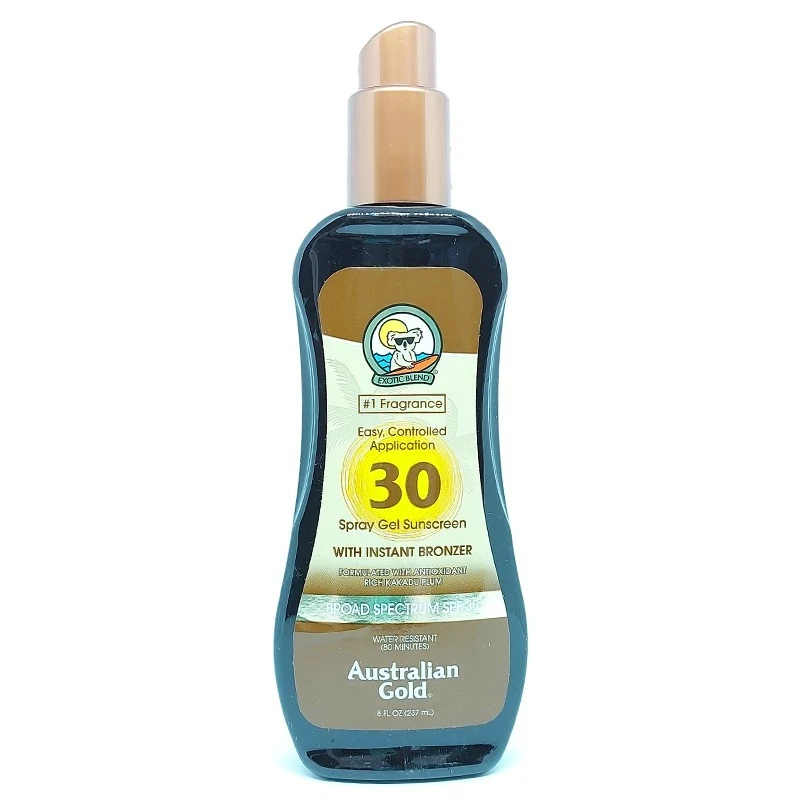 EXOTIC BLEND
#1 Fragrance
Easy, Controlled
Application
30
Spray Gel Sunscreen
WITH INSTANT BRONZER
FORMULATED WITH ANTIOXIDANT
RICH KAKADU PLUM
BROAD SPECTRUM SPF
WATER RESISTANT
(80 MINUTES)
Australian
Gold®
8 FL OZ (237 mL)